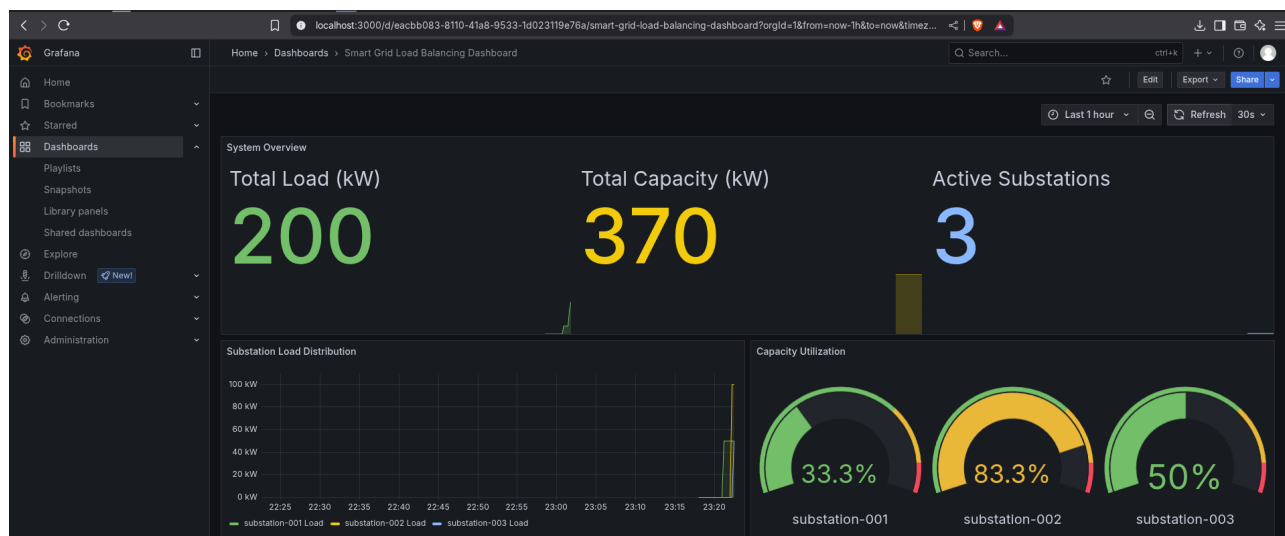 localhost:3000/d/eacbb083-8110-41a8-9533-1d023119e76a/smart-grid-load-balancing-dashboard?orgId=1&from=now-1h&to=now&timez...
Grafana
Home › Dashboards › Smart Grid Load Balancing Dashboard
Search...
ctrl+k
Home
Bookmarks
Starred
Dashboards
Playlists
Snapshots
Library panels
Shared dashboards
Explore
Drilldown
New!
Alerting
Connections
Administration
Edit
Export
Share
Last 1 hour
Refresh
30s
System Overview
Total Load (kW)
200
Total Capacity (kW)
370
Active Substations
3
Substation Load Distribution
100 kW
80 kW
60 kW
40 kW
20 kW
0 kW
22:25 22:30 22:35 22:40 22:45 22:50 22:55 23:00 23:05 23:10 23:15 23:20
substation-001 Load substation-002 Load substation-003 Load
Capacity Utilization
33.3%
substation-001
83.3%
substation-002
50%
substation-003